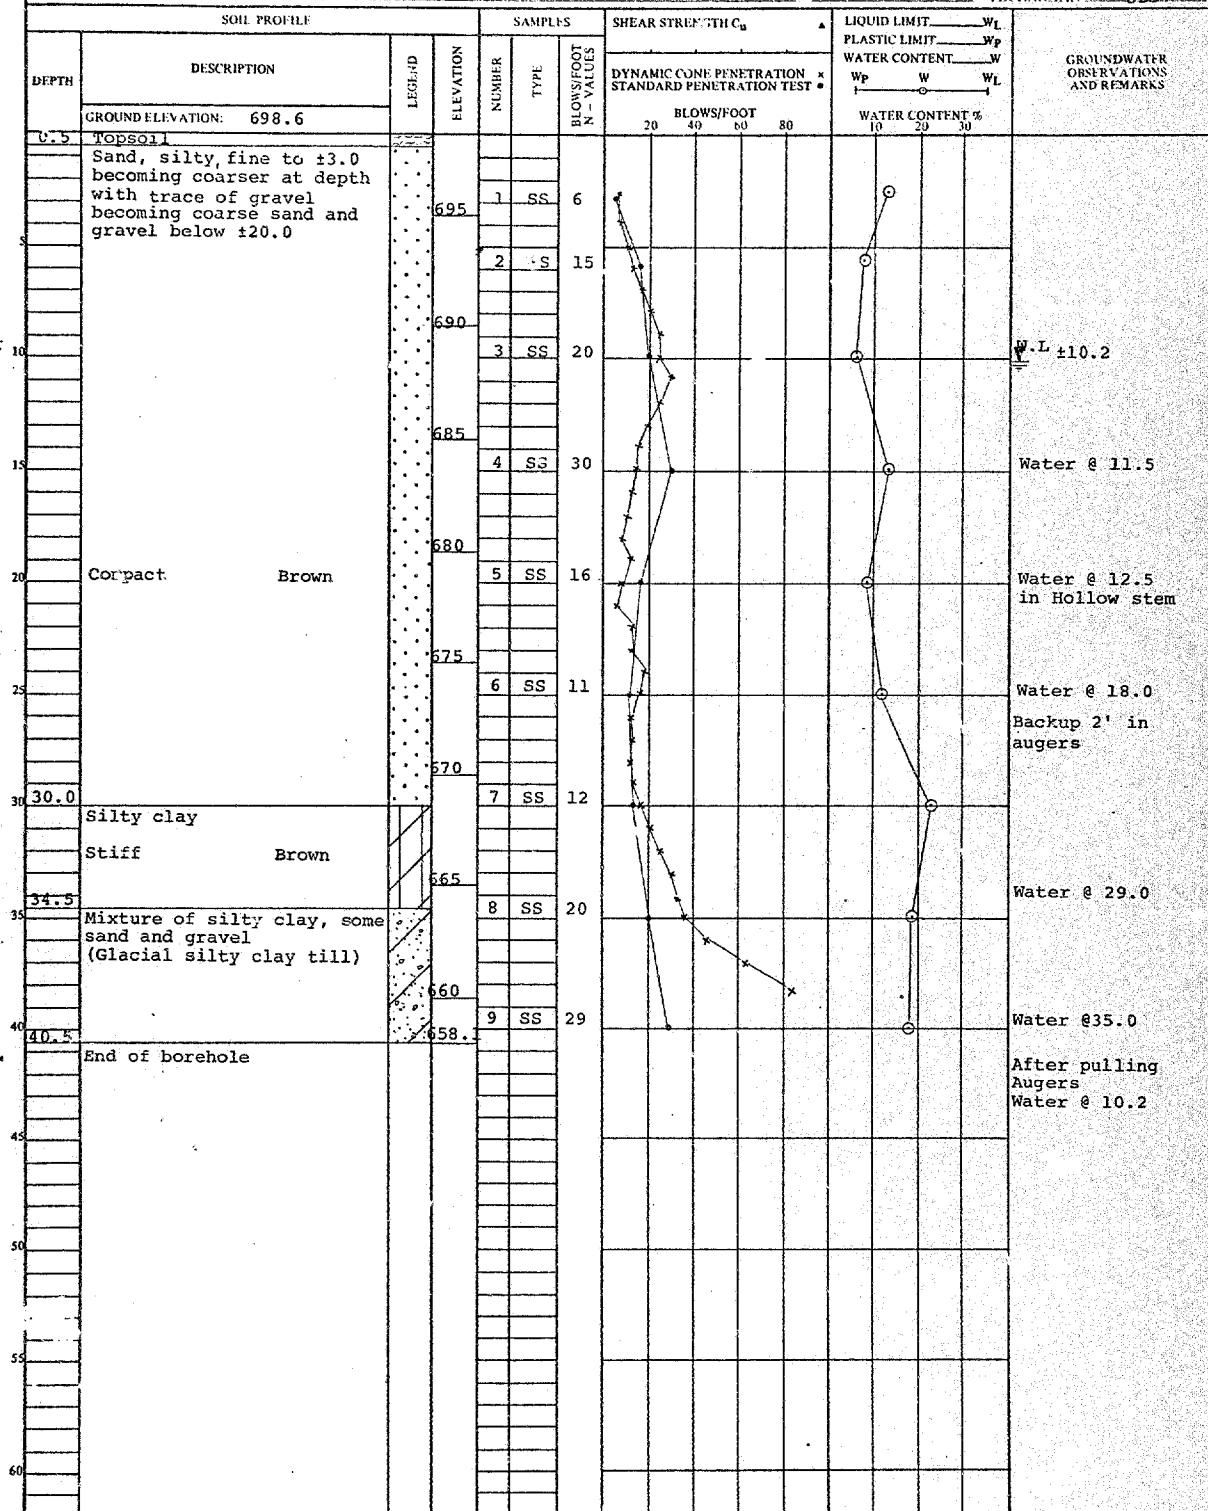 SOIL PROFILE
SAMPLES
SHEAR STRENGTH Cu ▲
LIQUID LIMIT WL
PLASTIC LIMIT WP
WATER CONTENT W
WP W WL
WATER CONTENT %
10 20 30
GROUNDWATER
OBSERVATIONS
AND REMARKS
DEPTH
DESCRIPTION
LEGEND
ELEVATION
NUMBER
TYPE
BLOWS/FOOT
N - VALUES
DYNAMIC CONE PENETRATION ×
STANDARD PENETRATION TEST •
BLOWS/FOOT
20 40 60 80
GROUND ELEVATION: 698.6
0.5 Topsoil
Sand, silty, fine to ±3.0
becoming coarser at depth
with trace of gravel
becoming coarse sand and
gravel below ±20.0
695
1 SS 6
5
2 S 15
690
10
3 SS 20
W.L ±10.2
685
15
4 SS 30
Water @ 11.5
680
20
Compact Brown
5 SS 16
Water @ 12.5
in Hollow stem
675
25
6 SS 11
Water @ 18.0
Backup 2' in
augers
670
30
30.0
7 SS 12
Silty clay
Stiff Brown
665
Water @ 29.0
34.5
35
8 SS 20
Mixture of silty clay, some
sand and gravel
(Glacial silty clay till)
660
40
9 SS 29
Water @35.0
40.5
658.1
End of borehole
After pulling
Augers
Water @ 10.2
45
50
55
60